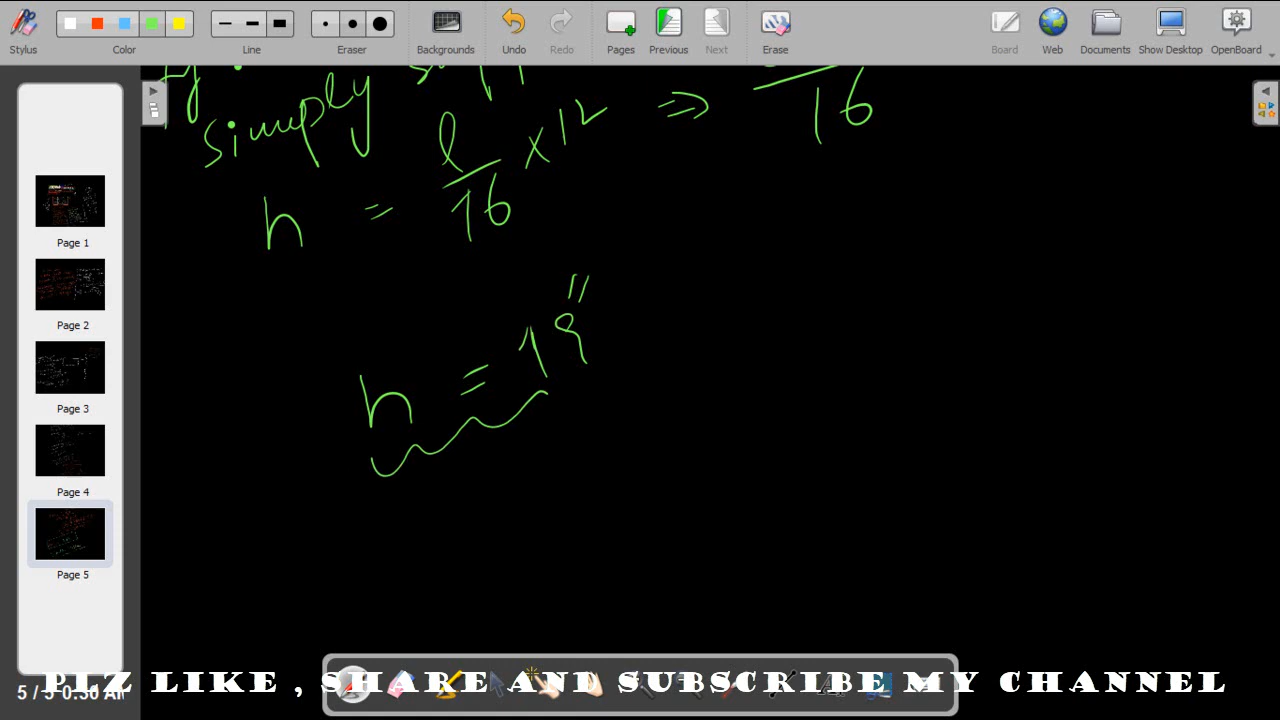 Stylus Color Line Eraser Backgrounds Undo Redo Pages Previous Next Erase Board Web Documents Show Desktop OpenBoard
simply
l/16 × 12 ⇒ /16
h =
h = 19"
Page 1
Page 2
Page 3
Page 4
Page 5
PLZ LIKE , SHARE AND SUBSCRIBE MY CHANNEL